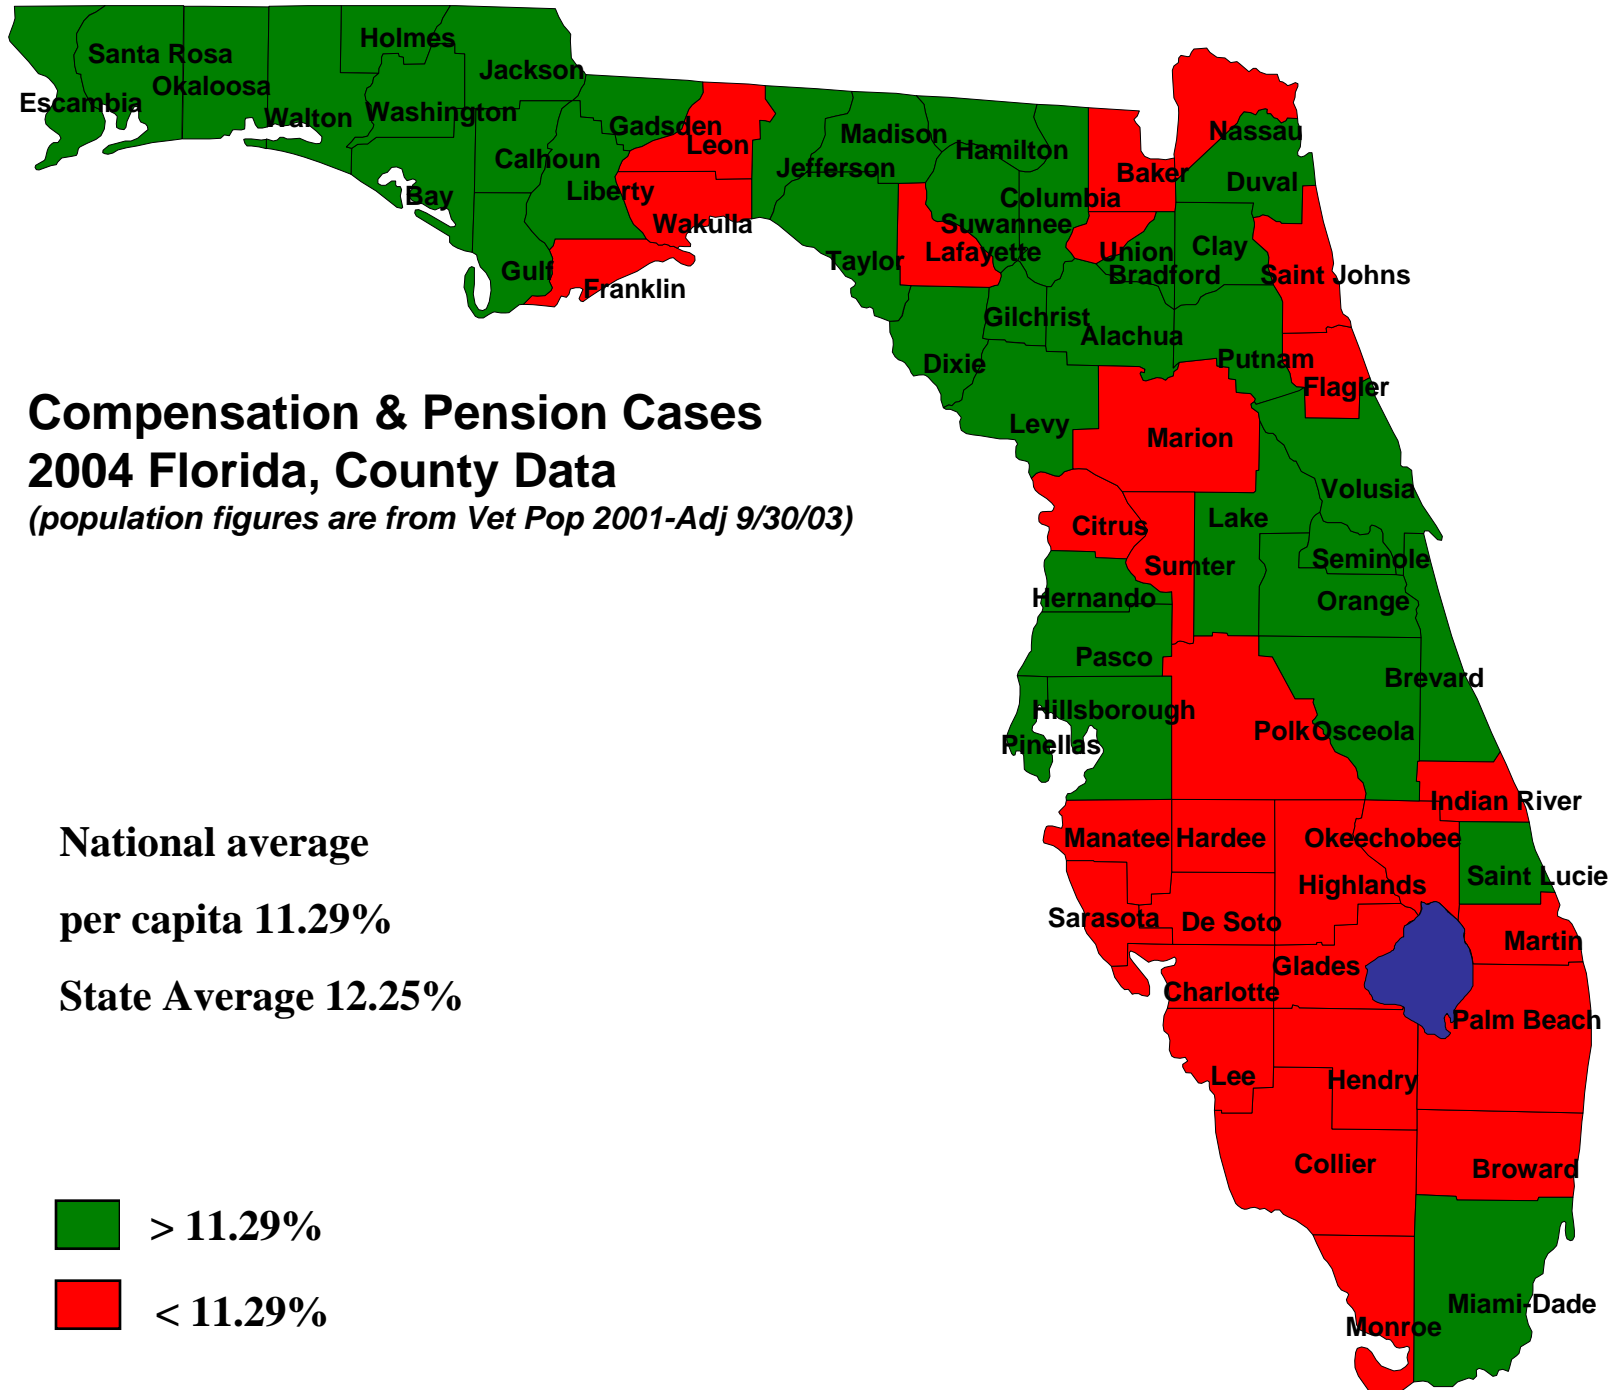 Holmes
Santa Rosa
Jackson
Okaloosa
Escambia
Walton
Washington
Gadsden
Leon
Madison
Hamilton
Nassau
Calhoun
Jefferson
Baker
Duval
Liberty
Bay
Columbia
Wakulla
Suwannee
Lafayette
Union
Clay
Taylor
Gulf
Bradford
Saint Johns
Franklin
Gilchrist
Alachua
Dixie
Putnam
Flagler
Compensation & Pension Cases
2004 Florida, County Data
(population figures are from Vet Pop 2001-Adj 9/30/03)
Levy
Marion
Volusia
Citrus
Lake
Sumter
Seminole
Hernando
Orange
Pasco
Brevard
Hillsborough
Polk
Osceola
Pinellas
Indian River
Manatee
Hardee
Okeechobee
Saint Lucie
Highlands
Sarasota
De Soto
Martin
Glades
Charlotte
Palm Beach
Lee
Hendry
Collier
Broward
Miami-Dade
Monroe
National average
per capita 11.29%
State Average 12.25%
> 11.29%
< 11.29%